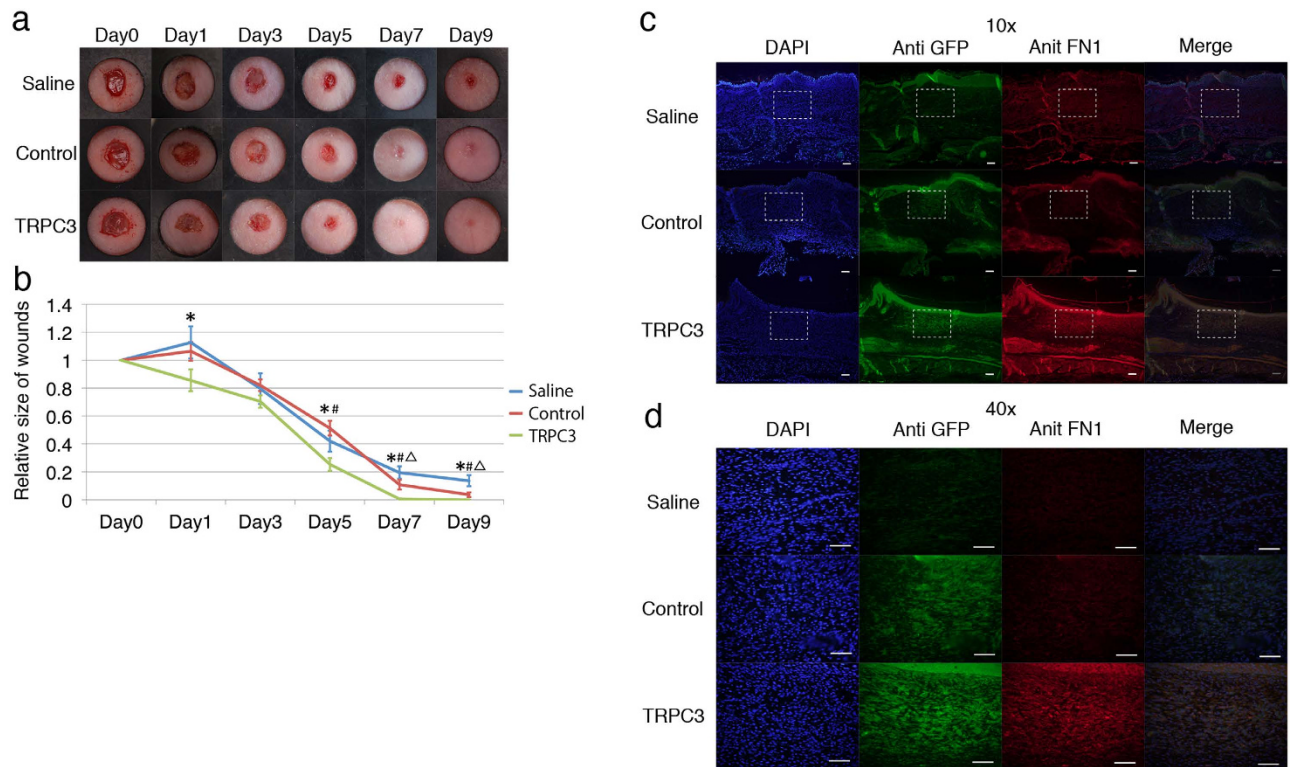 a
Day0 Day1 Day3 Day5 Day7 Day9
Saline
Control
TRPC3
b
Relative size of wounds
1.4
1.2
1
0.8
0.6
0.4
0.2
0
*
*#
*#△
*#△
Day0 Day1 Day3 Day5 Day7 Day9
Saline
Control
TRPC3
c
10x
DAPI Anti GFP Anit FN1 Merge
Saline
Control
TRPC3
d
40x
DAPI Anti GFP Anit FN1 Merge
Saline
Control
TRPC3